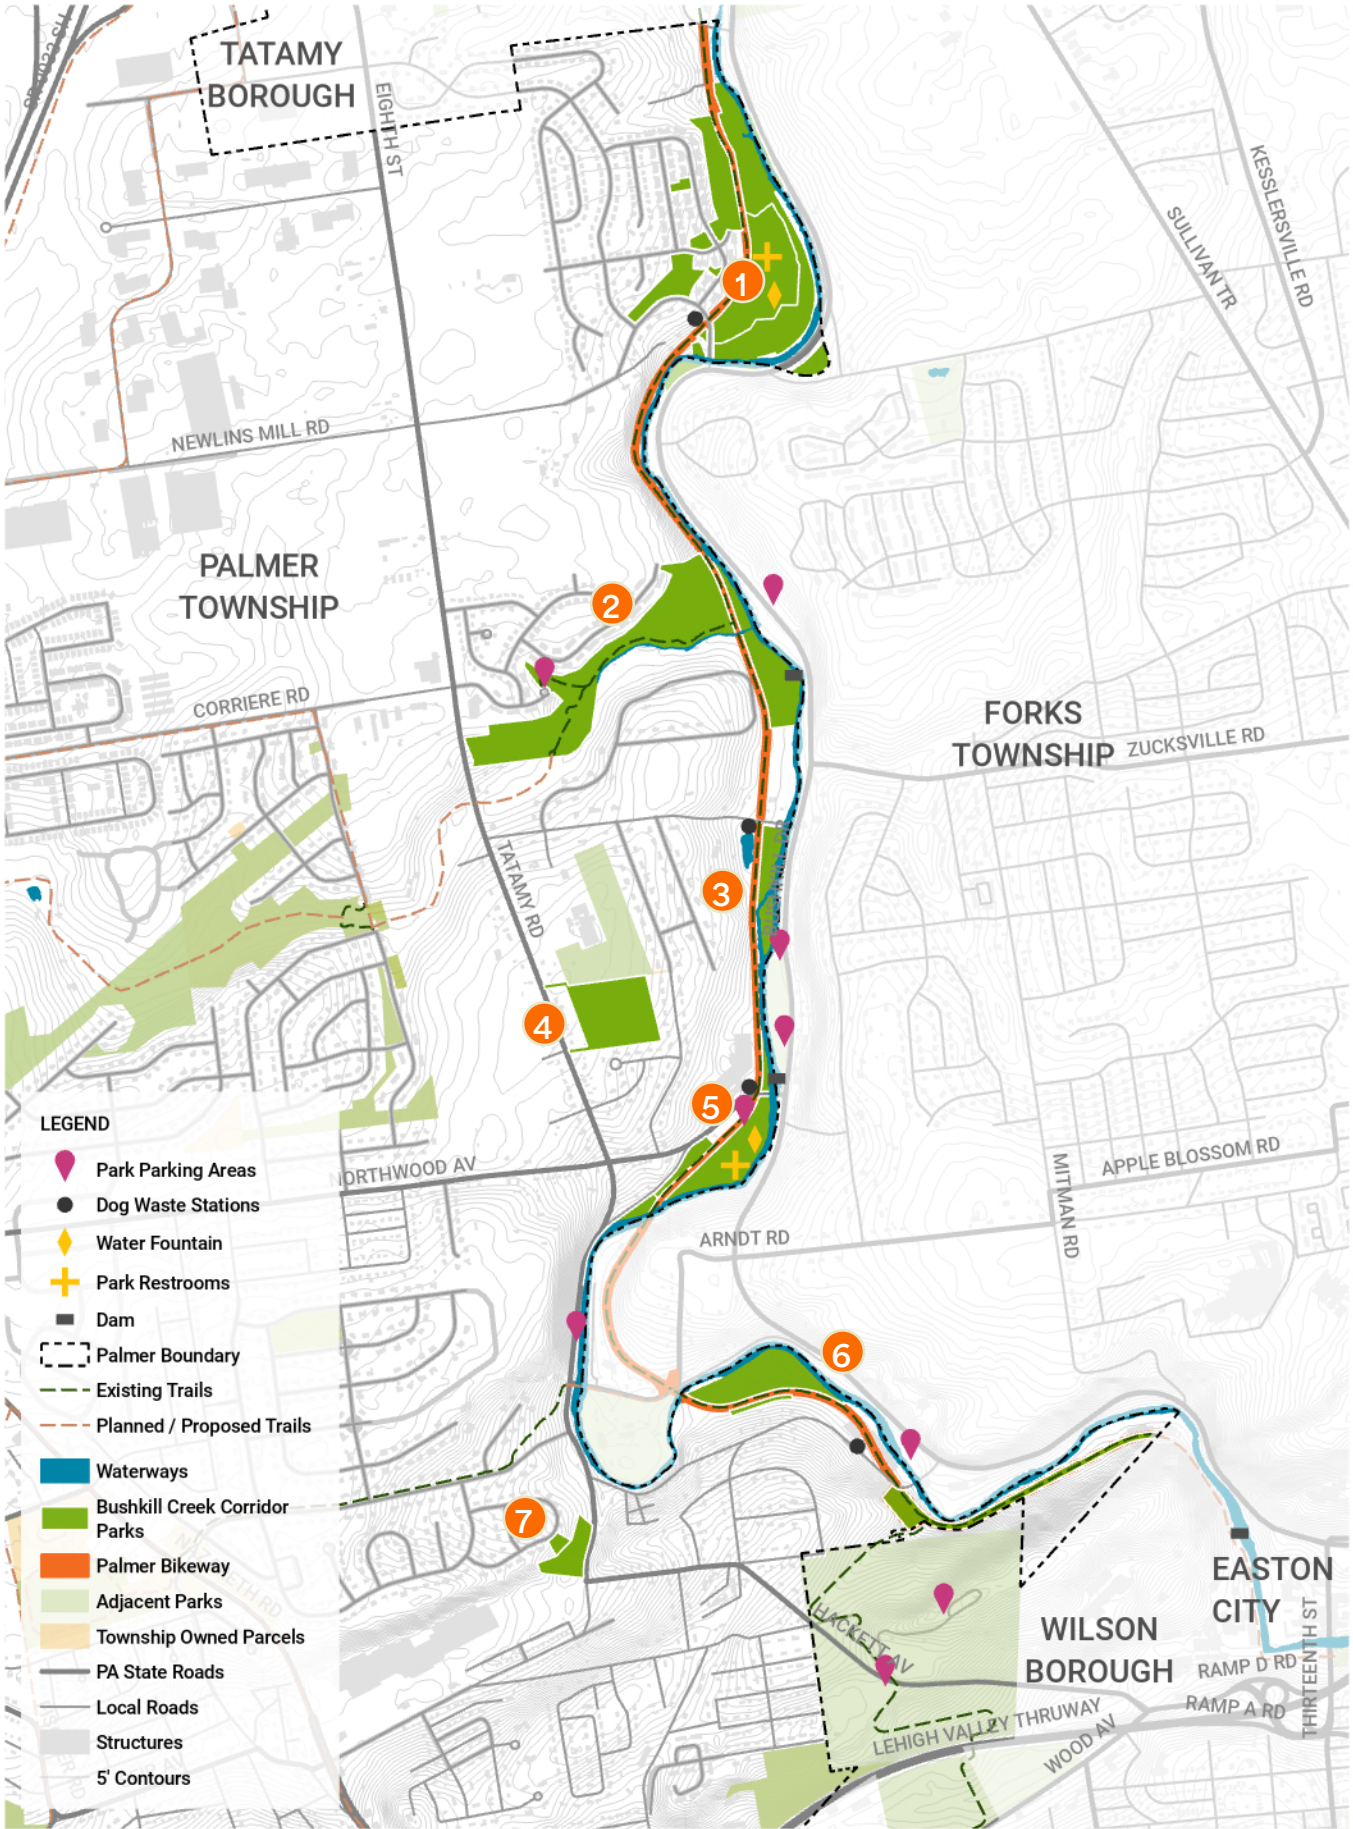 TATAMY
BOROUGH
SR 0033 SH
EIGHTH ST
KESSLERSVILLE RD
SULLIVAN TR
1
NEWLINS MILL RD
PALMER
TOWNSHIP
2
CORRIERE RD
FORKS
TOWNSHIP
ZUCKSVILLE RD
TATAMY RD
3
4
5
LEGEND
Park Parking Areas
Dog Waste Stations
Water Fountain
Park Restrooms
Dam
Palmer Boundary
Existing Trails
Planned / Proposed Trails
Waterways
Bushkill Creek Corridor
Parks
Palmer Bikeway
Adjacent Parks
Township Owned Parcels
PA State Roads
Local Roads
Structures
5' Contours
ORTHWOOD AV
APPLE BLOSSOM RD
MITMAN RD
ARNDT RD
6
7
EASTON
CITY
WILSON
BOROUGH
HACKETT AV
THIRTEENTH ST
RAMP D RD
RAMP A RD
LEHIGH VALLEY THRUWAY
WOOD AV